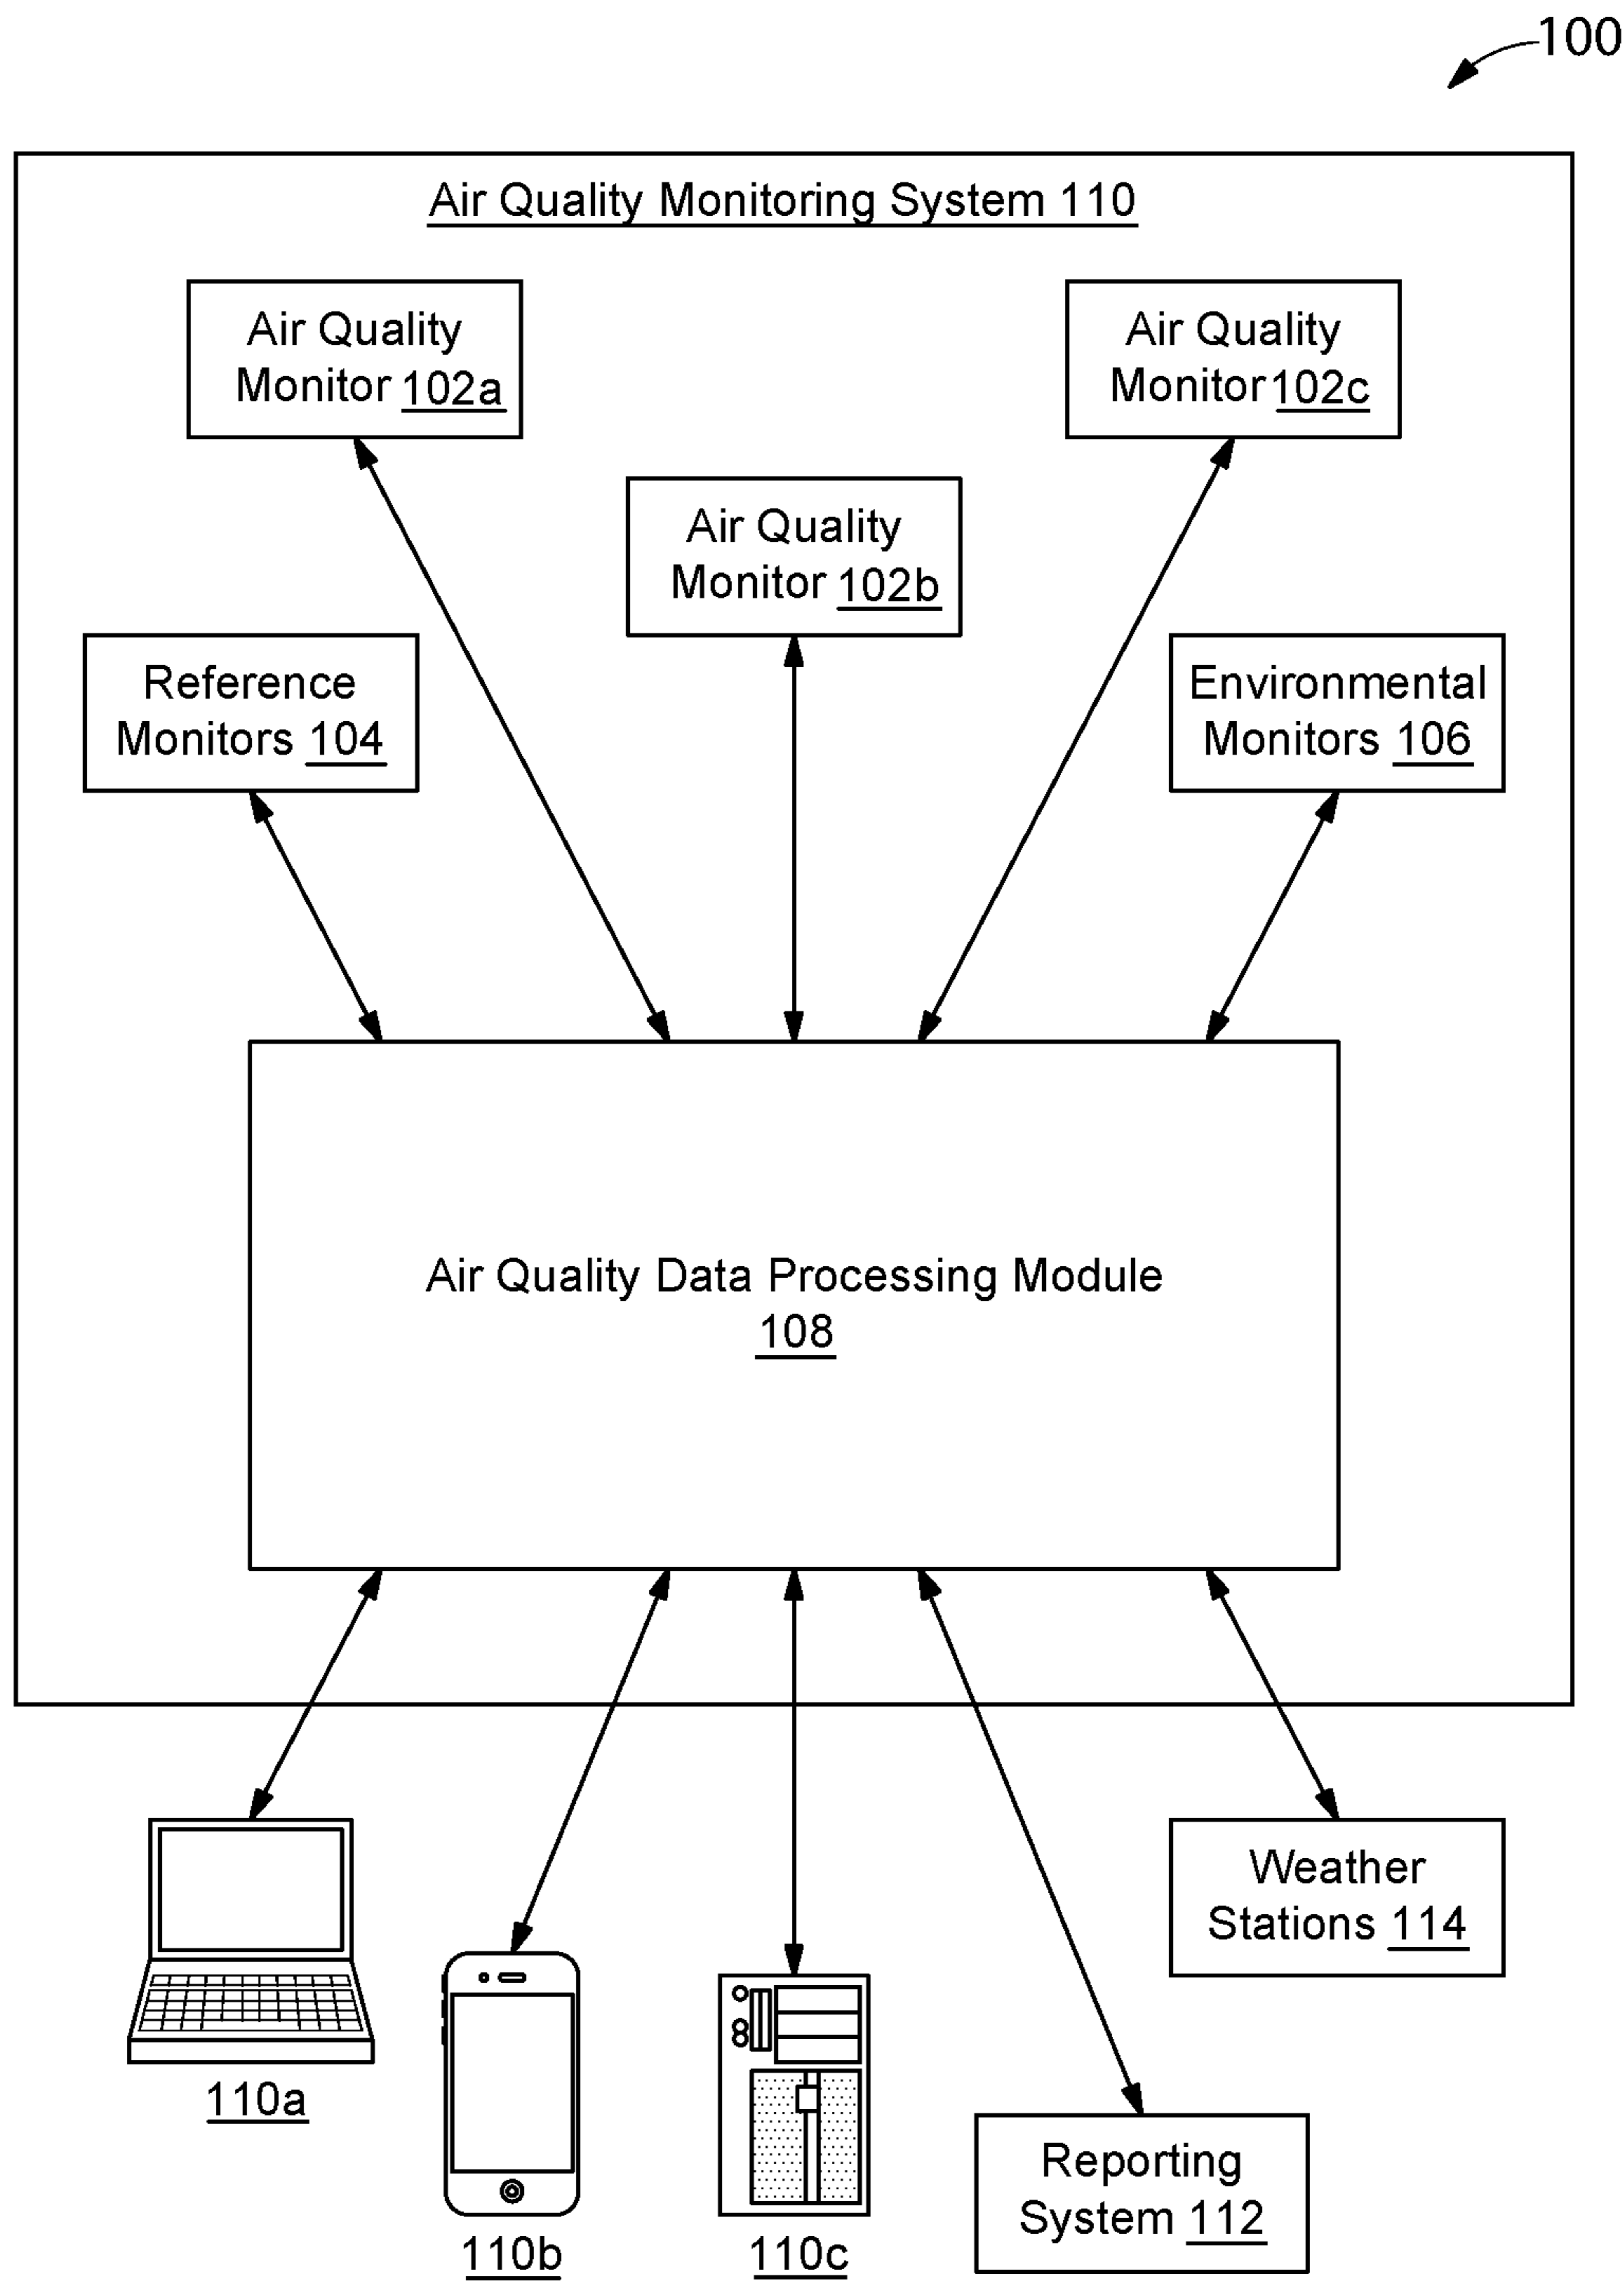 100
Air Quality Monitoring System 110
Air Quality
Monitor 102a
Air Quality
Monitor 102c
Air Quality
Monitor 102b
Reference
Monitors 104
Environmental
Monitors 106
Air Quality Data Processing Module
108
Weather
Stations 114
110a
Reporting
System 112
110b
110c